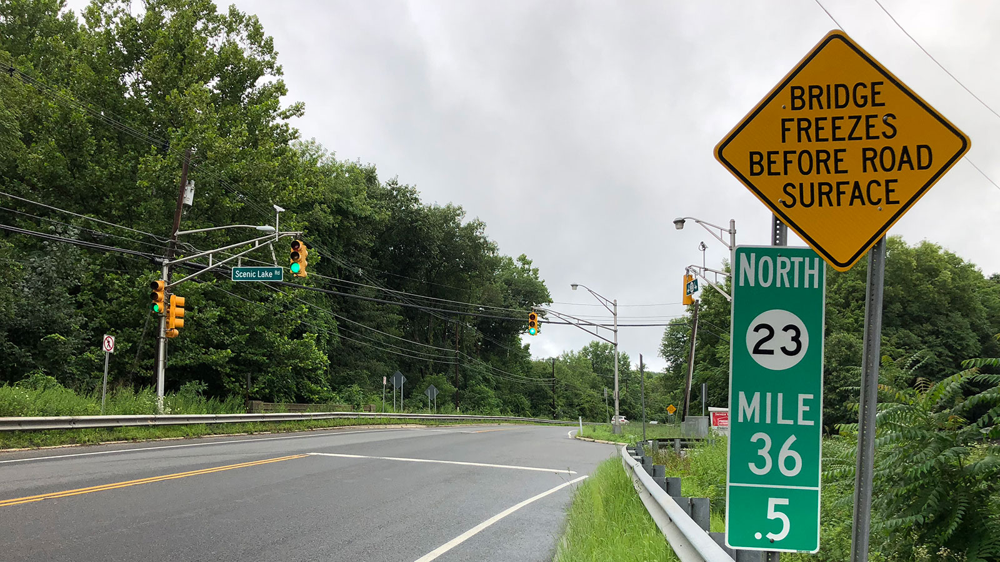 BRIDGE
FREEZES
BEFORE ROAD
SURFACE
NORTH
23
MILE
36
.5
Scenic Lake Rd